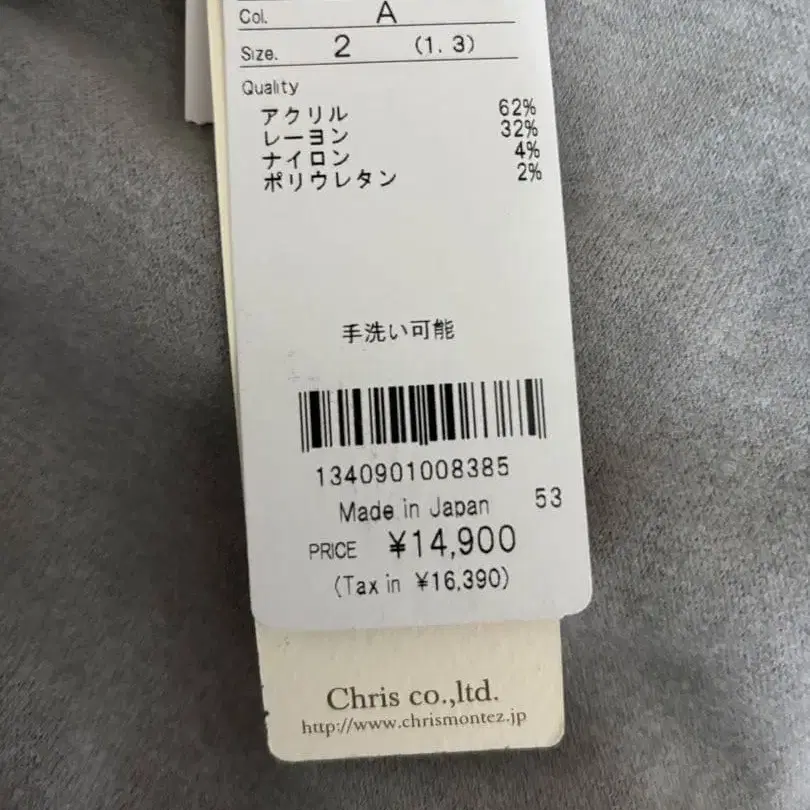 Col. A
Size. 2 (1.3)
Quality
アクリル 62%
レーヨン 32%
ナイロン 4%
ポリウレタン 2%
手洗い可能
1340901008385
Made in Japan 53
PRICE ¥14,900
(Tax in ¥16,390)
Chris co.,ltd.
http://www.chrismontez.jp